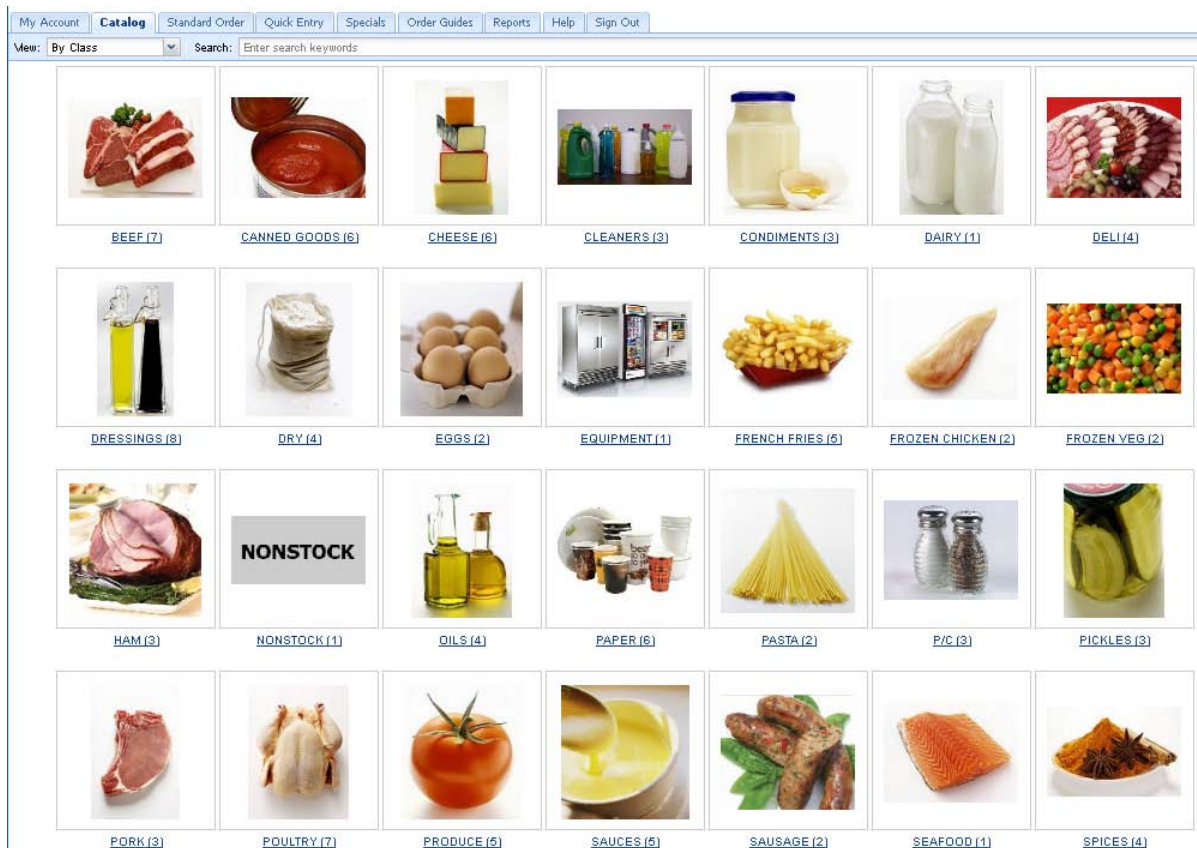 My Account Catalog Standard Order Quick Entry Specials Order Guides Reports Help Sign Out
View: By Class Search: Enter search keywords
BEEF (7) CANNED GOODS (6) CHEESE (6) CLEANERS (3) CONDIMENTS (3) DAIRY (1) DELI (4)
DRESSINGS (8) DRY (4) EGGS (2) EQUIPMENT (1) FRENCH FRIES (5) FROZEN CHICKEN (2) FROZEN VEG (2)
NONSTOCK
HAM (3) NONSTOCK (1) OILS (4) PAPER (6) PASTA (2) P/C (3) PICKLES (3)
PORK (3) POULTRY (7) PRODUCE (5) SAUCES (5) SAUSAGE (2) SEAFOOD (1) SPICES (4)